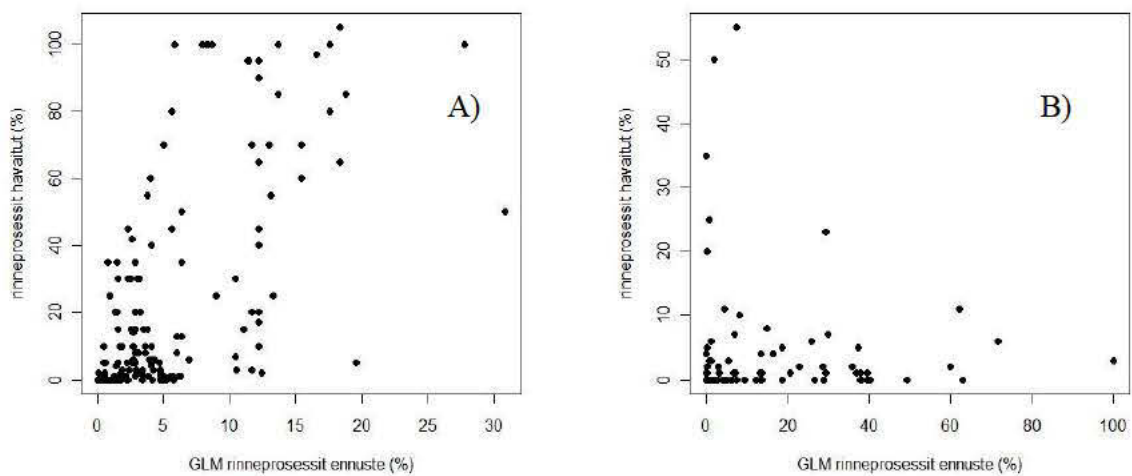 A)
rinneprosessit havaitut (%)
0 20 40 60 80 100
0 5 10 15 20 25 30
GLM rinneprosessit ennuste (%)
B)
rinneprosessit havaitut (%)
0 10 20 30 40 50
0 20 40 60 80 100
GLM rinneprosessit ennuste (%)